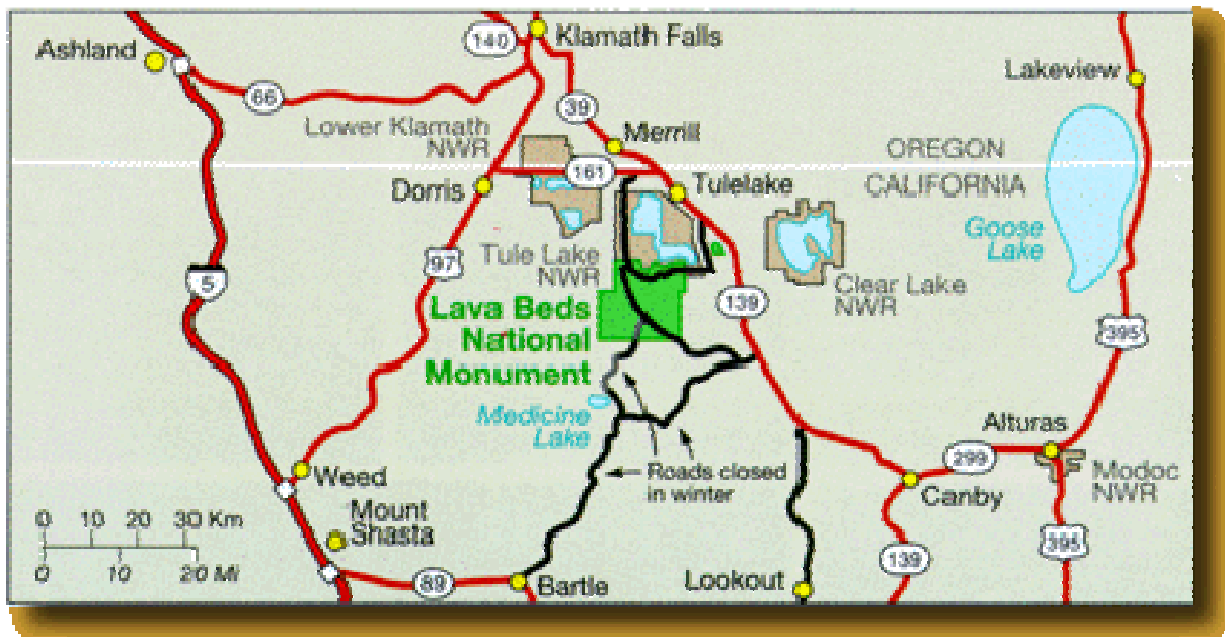 140
Klamath Falls
Ashland
Lakeview
66
39
Lower Klamath
NWR
Merrill
OREGON
161
Dorris
Tulelake
CALIFORNIA
Goose
Lake
Tule Lake
NWR
97
5
Clear Lake
NWR
Lava Beds
National
Monument
139
395
Medicine
Lake
Alturas
299
Weed
Roads closed
in winter
Canby
Modoc
NWR
Mount
Shasta
0 10 20 30 Km
0 10 20 Mi
395
139
89
Bartle
Lookout